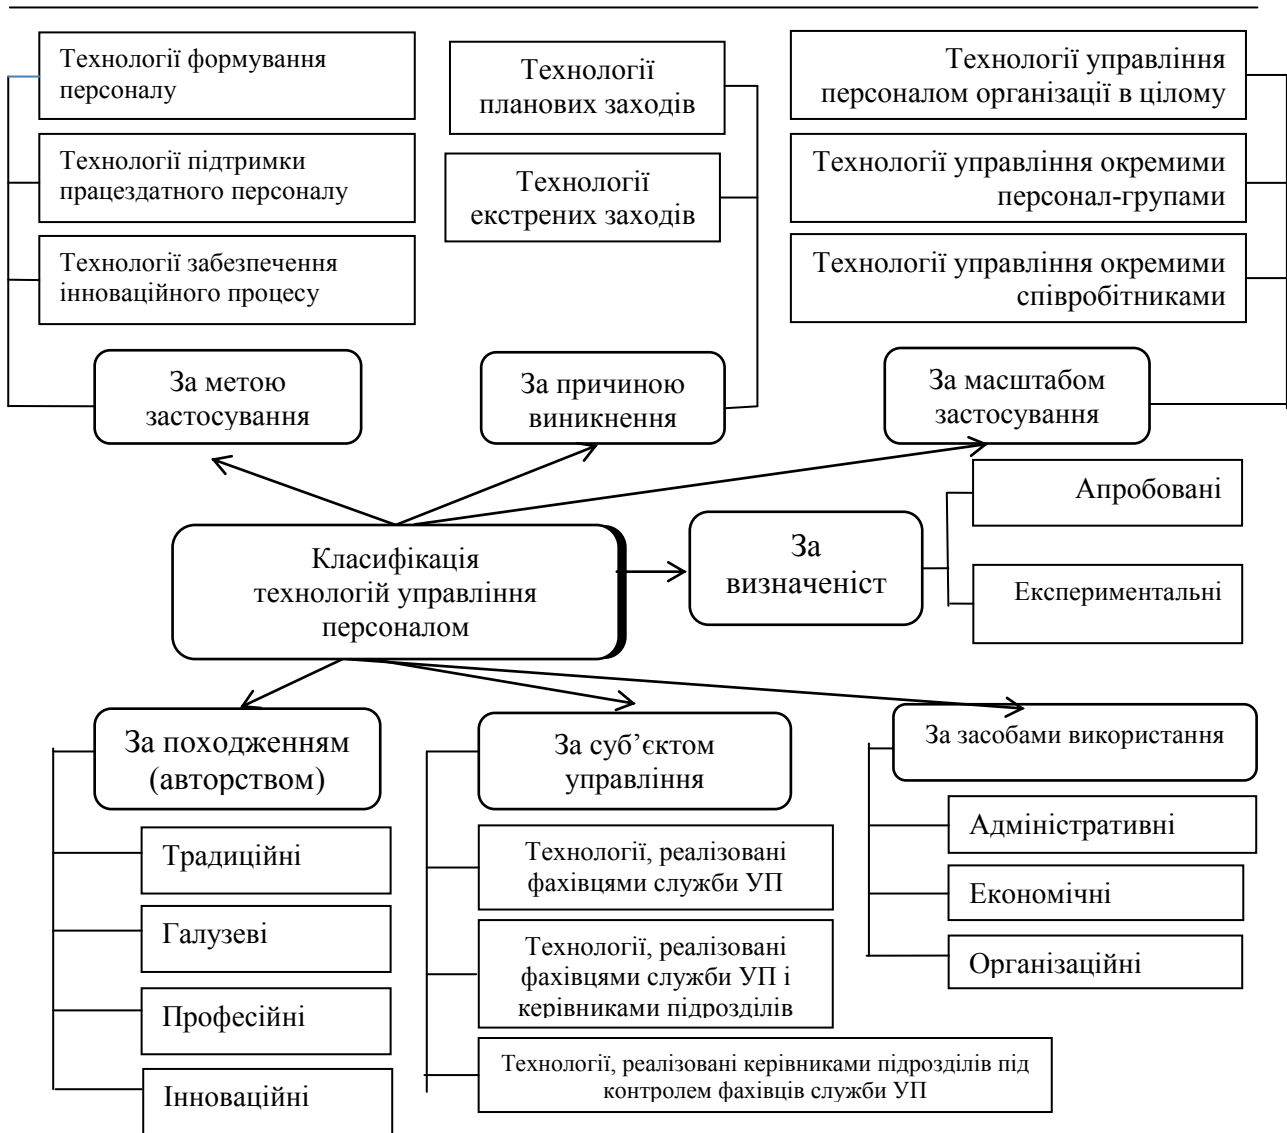 Технології формування
персоналу
Технології підтримки
працездатного персоналу
Технології забезпечення
інноваційного процесу
Технології
планових заходів
Технології
екстрених заходів
Технології управління
персоналом організації в цілому
Технології управління окремими
персонал-групами
Технології управління окремими
співробітниками
За метою
застосування
За причиною
виникнення
За масштабом
застосування
Класифікація
технологій управління
персоналом
За
визначеніст
Апробовані
Експериментальні
За походженням
(авторством)
Традиційні
Галузеві
Професійні
Інноваційні
За суб’єктом
управління
Технології, реалізовані
фахівцями служби УП
Технології, реалізовані
фахівцями служби УП і
керівниками підрозділів
Технології, реалізовані керівниками підрозділів під
контролем фахівців служби УП
За засобами використання
Адміністративні
Економічні
Організаційні